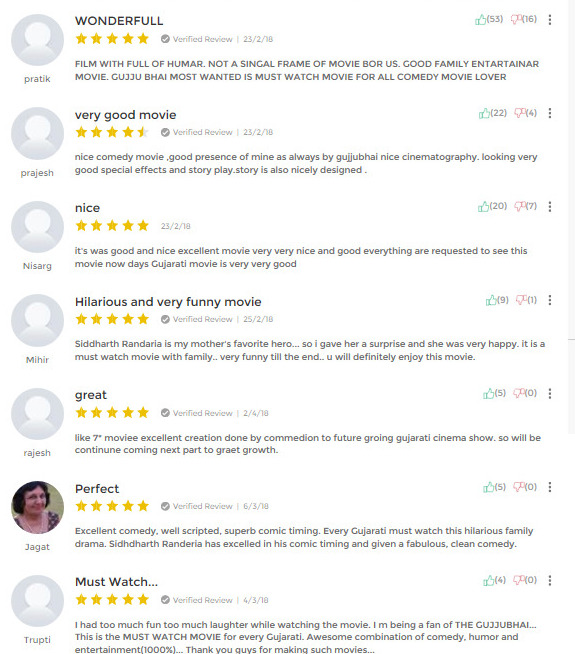 WONDERFULL
(53) (16)
Verified Review | 23/2/18
FILM WITH FULL OF HUMAR. NOT A SINGAL FRAME OF MOVIE BOR US. GOOD FAMILY ENTARTAINAR
MOVIE. GUJJU BHAI MOST WANTED IS MUST WATCH MOVIE FOR ALL COMEDY MOVIE LOVER
pratik
very good movie
(22) (4)
Verified Review | 23/2/18
nice comedy movie ,good presence of mine as always by gujjubhai nice cinematography. looking very
good special effects and story play.story is also nicely designed .
prajesh
nice
(20) (7)
23/2/18
it's was good and nice excellent movie very very nice and good everything are requested to see this
movie now days Gujarati movie is very very good
Nisarg
Hilarious and very funny movie
(9) (1)
Verified Review | 25/2/18
Siddharth Randaria is my mother's favorite hero... so i gave her a surprise and she was very happy. it is a
must watch movie with family.. very funny till the end.. u will definitely enjoy this movie.
Mihir
great
(5) (0)
Verified Review | 2/4/18
like 7* moviee excellent creation done by commedion to future groing gujarati cinema show. so will be
continune coming next part to graet growth.
rajesh
Perfect
(5) (0)
Verified Review | 6/3/18
Excellent comedy, well scripted, superb comic timing. Every Gujarati must watch this hilarious family
drama. Sidhdharth Randeria has excelled in his comic timing and given a fabulous, clean comedy.
Jagat
Must Watch...
(4) (0)
Verified Review | 4/3/18
I had too much fun too much laughter while watching the movie. I m being a fan of THE GUJJUBHAI...
This is the MUST WATCH MOVIE for every Gujarati. Awesome combination of comedy, humor and
entertainment(1000%)... Thank you guys for making such movies...
Trupti